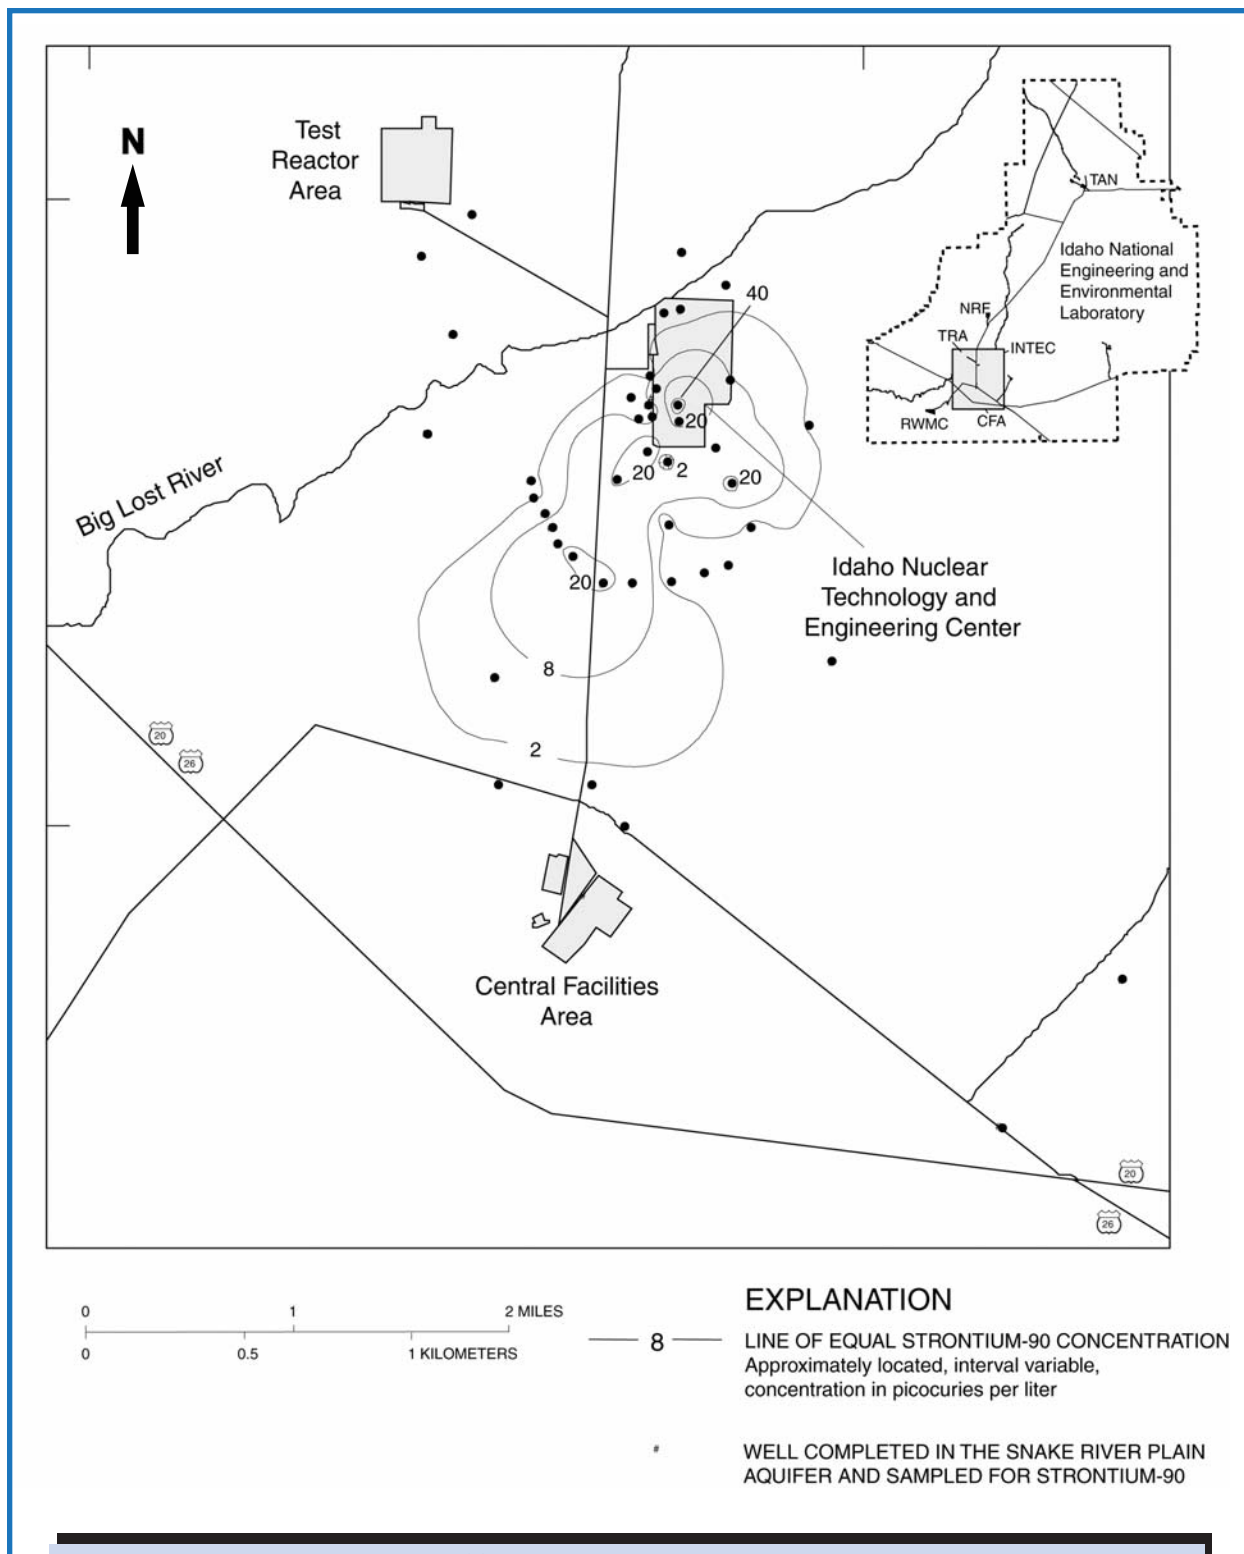 N
Test
Reactor
Area
TAN
Idaho National
Engineering and
Environmental
Laboratory
NRF
TRA
INTEC
RWMC
CFA
40
20
20
2
20
Big Lost River
20
Idaho Nuclear
Technology and
Engineering Center
8
20
26
2
Central Facilities
Area
20
26
0 1 2 MILES
0 0.5 1 KILOMETERS
EXPLANATION
8
LINE OF EQUAL STRONTIUM-90 CONCENTRATION
Approximately located, interval variable,
concentration in picocuries per liter
#
WELL COMPLETED IN THE SNAKE RIVER PLAIN
AQUIFER AND SAMPLED FOR STRONTIUM-90